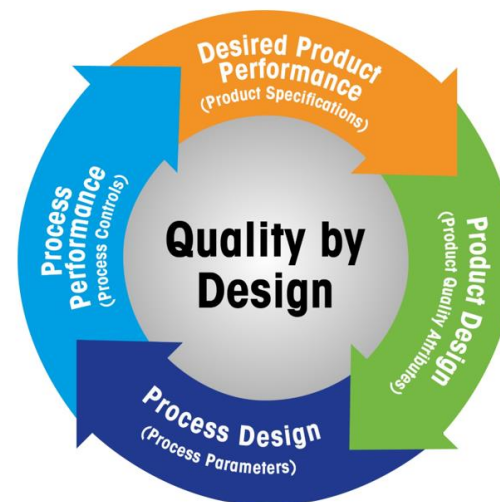 Desired Product
Performance
(Product Specifications)
Product Design
(Product Quality Attributes)
Process Design
(Process Parameters)
Process
Performance
(Process Controls)
Quality by
Design